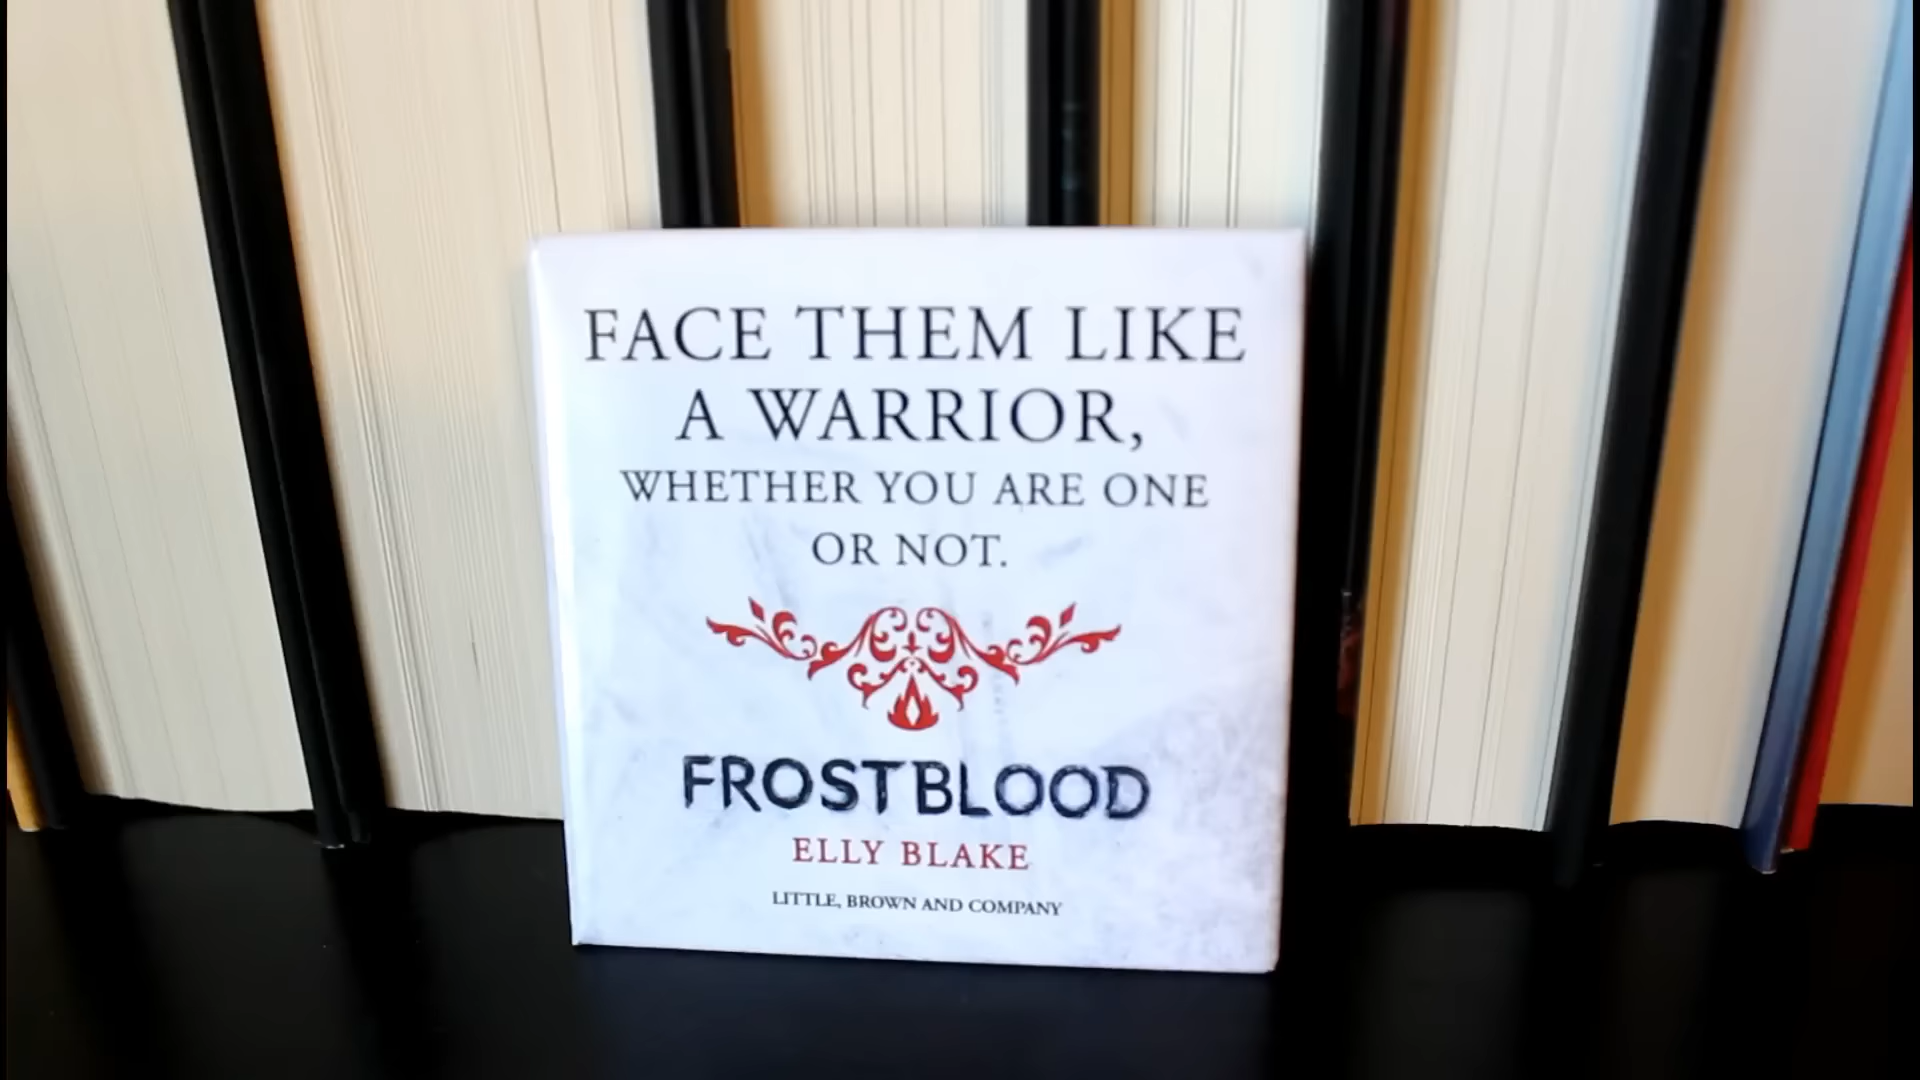 FACE THEM LIKE
A WARRIOR,
WHETHER YOU ARE ONE
OR NOT.
FROSTBLOOD
ELLY BLAKE
LITTLE, BROWN AND COMPANY